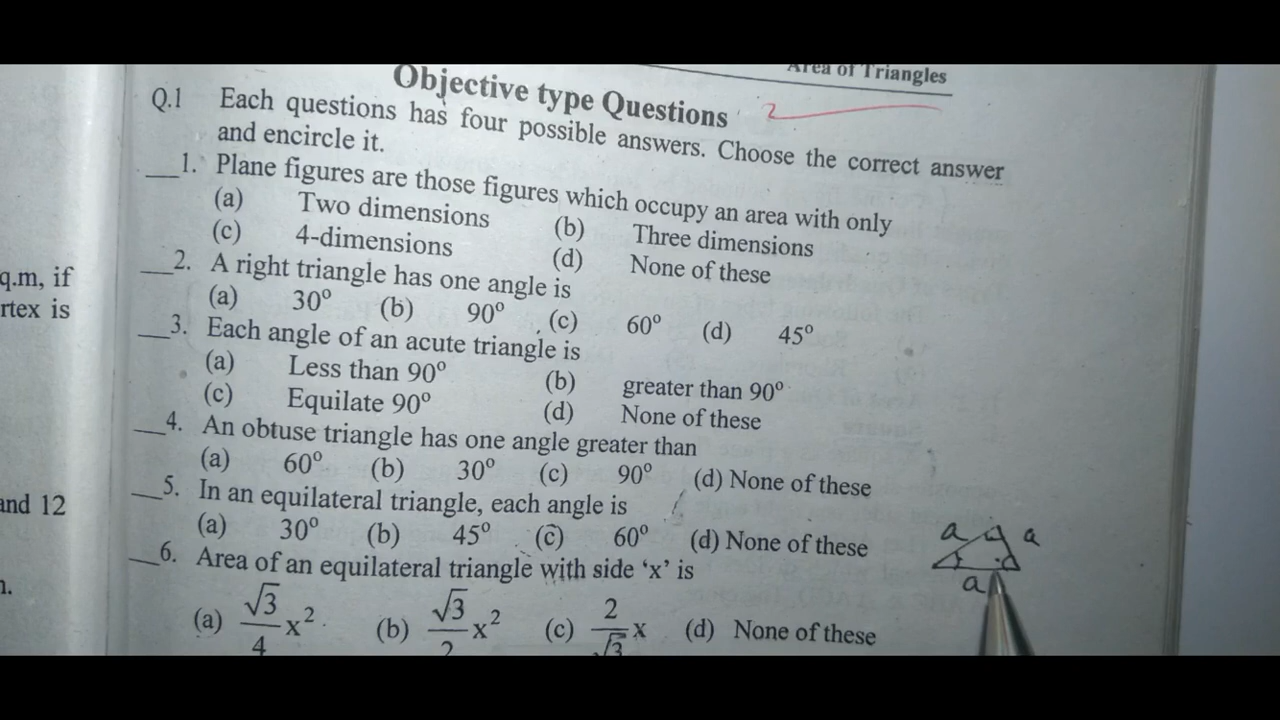 Area of Triangles
Objective type Questions
Q.1 Each questions has four possible answers. Choose the correct answer
and encircle it.
___1. Plane figures are those figures which occupy an area with only
(a) Two dimensions (b) Three dimensions
(c) 4-dimensions (d) None of these
___2. A right triangle has one angle is
(a) 30° (b) 90° (c) 60° (d) 45°
___3. Each angle of an acute triangle is
(a) Less than 90° (b) greater than 90°
(c) Equilate 90° (d) None of these
___4. An obtuse triangle has one angle greater than
(a) 60° (b) 30° (c) 90° (d) None of these
___5. In an equilateral triangle, each angle is
(a) 30° (b) 45° (c) 60° (d) None of these
___6. Area of an equilateral triangle with side ‘x’ is
(a) √3/4 x² (b) √3/2 x² (c) 2/√3 x (d) None of these
q.m, if
rtex is
and 12
a a
a